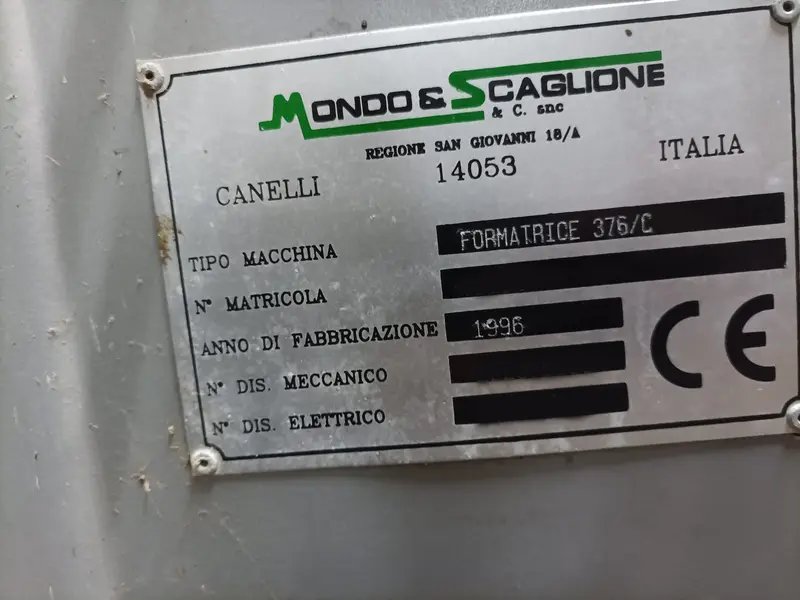 MONDO & SCAGLIONE
& C. snc
REGIONE SAN GIOVANNI 18/A
CANELLI 14053 ITALIA
TIPO MACCHINA FORMATRICE 376/C
N° MATRICOLA
ANNO DI FABBRICAZIONE 1996
N° DIS. MECCANICO
N° DIS. ELETTRICO
CE